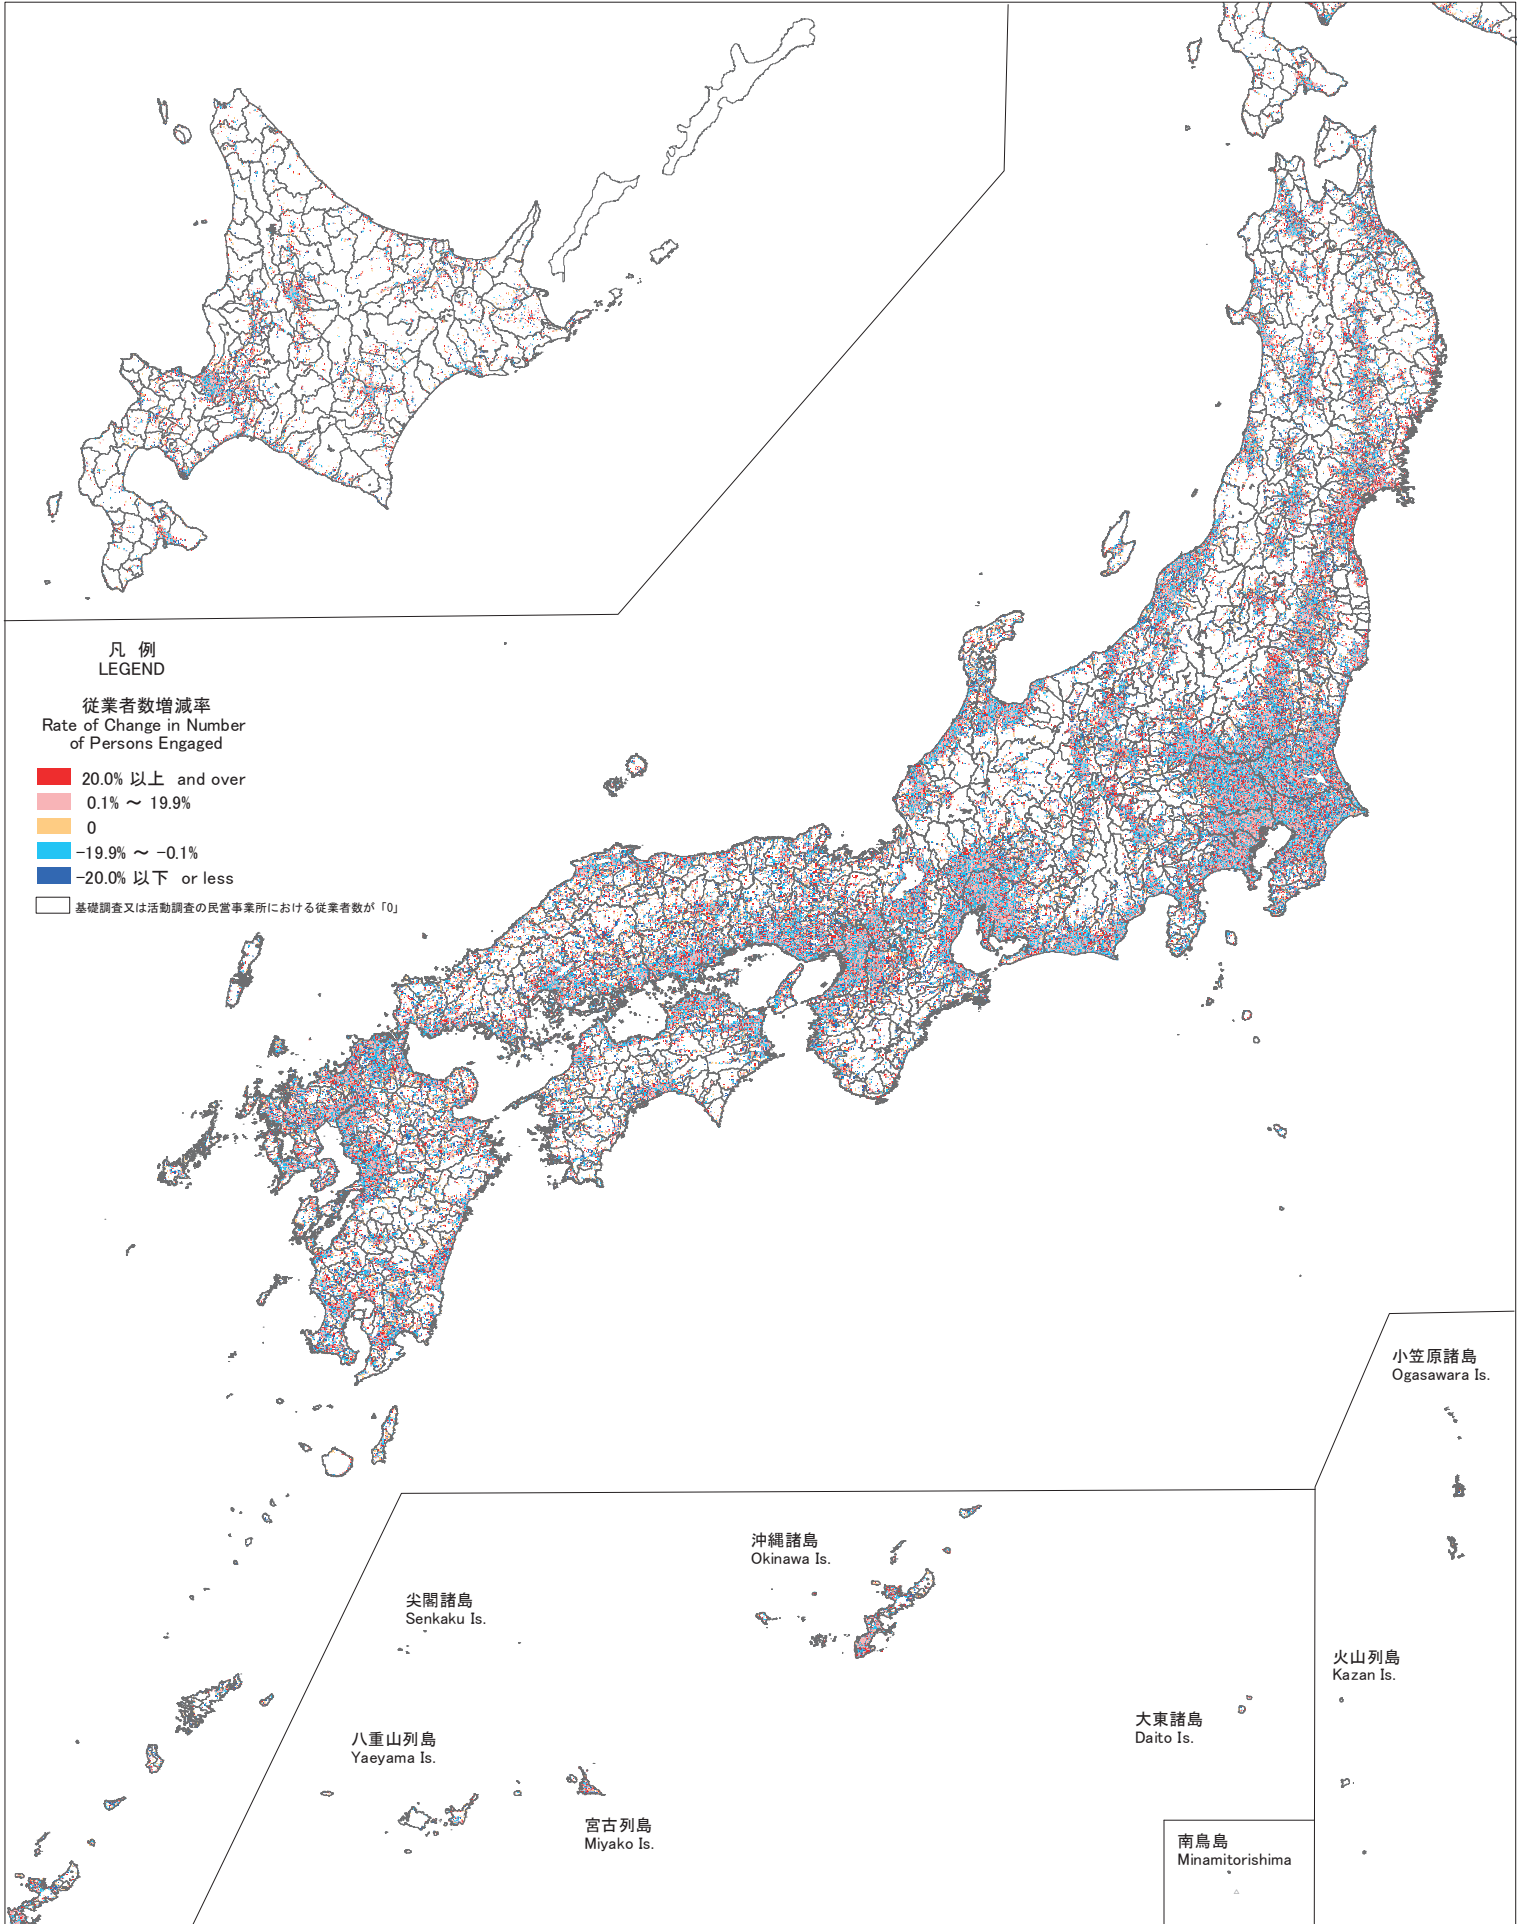 凡 例
LEGEND
従業者数増減率
Rate of Change in Number
of Persons Engaged
20.0% 以上 and over
0.1% ～ 19.9%
0
-19.9% ～ -0.1%
-20.0% 以下 or less
基礎調査又は活動調査の民営事業所における従業者数が「0」
小笠原諸島
Ogasawara Is.
沖縄諸島
Okinawa Is.
尖閣諸島
Senkaku Is.
火山列島
Kazan Is.
大東諸島
Daito Is.
八重山列島
Yaeyama Is.
宮古列島
Miyako Is.
南鳥島
Minamitorishima